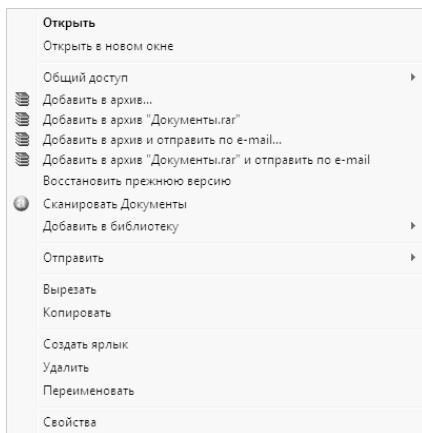 Открыть
Открыть в новом окне
Общий доступ
Добавить в архив...
Добавить в архив "Документы.rar"
Добавить в архив и отправить по e-mail...
Добавить в архив "Документы.rar" и отправить по e-mail
Восстановить прежнюю версию
Сканировать Документы
Добавить в библиотеку
Отправить
Вырезать
Копировать
Создать ярлык
Удалить
Переименовать
Свойства